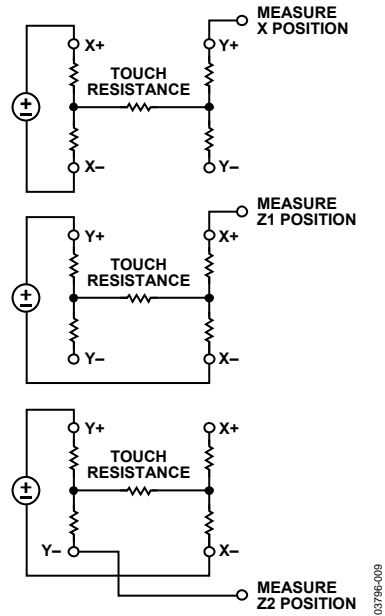 MEASURE
X POSITION
X+
Y+
TOUCH
RESISTANCE
X–
Y–
MEASURE
Z1 POSITION
Y+
X+
TOUCH
RESISTANCE
Y–
X–
Y+
X+
TOUCH
RESISTANCE
Y–
X–
MEASURE
Z2 POSITION
03796-009